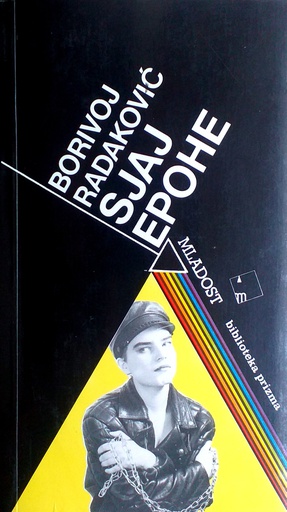 BORIVOJ
RADAKOVIĆ
SJAJ
EPOHE
MLADOST
m
biblioteka prizma